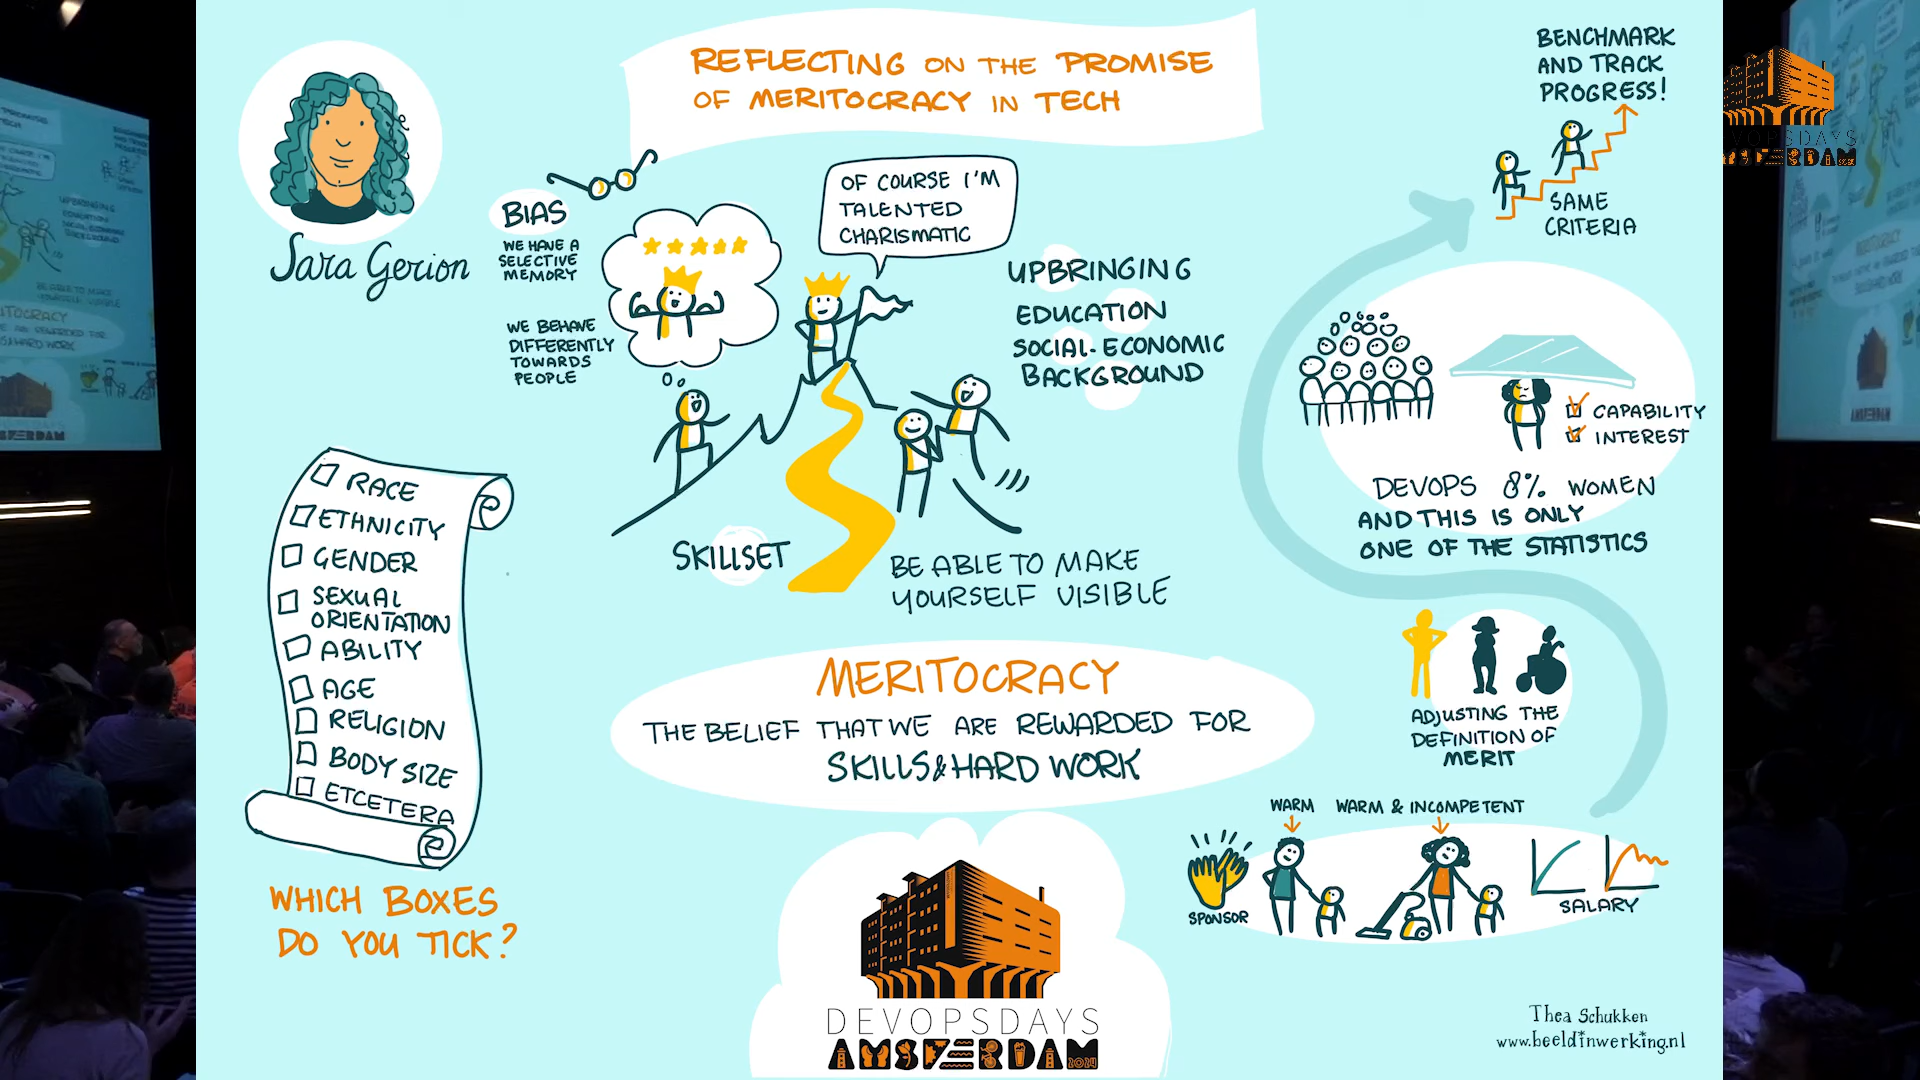 REFLECTING ON THE PROMISE
OF MERITOCRACY IN TECH
Sara Gerion
BIAS
WE HAVE A
SELECTIVE
MEMORY
WE BEHAVE
DIFFERENTLY
TOWARDS
PEOPLE
OF COURSE I'M
TALENTED
CHARISMATIC
UPBRINGING
EDUCATION
SOCIAL-ECONOMIC
BACKGROUND
SKILLSET
BE ABLE TO MAKE
YOURSELF VISIBLE
RACE
ETHNICITY
GENDER
SEXUAL
ORIENTATION
ABILITY
AGE
RELIGION
BODY SIZE
ETCETERA
WHICH BOXES
DO YOU TICK?
MERITOCRACY
THE BELIEF THAT WE ARE REWARDED FOR
SKILLS & HARD WORK
DEVOPSDAYS
AMSTERDAM
2024
BENCHMARK
AND TRACK
PROGRESS!
SAME
CRITERIA
CAPABILITY
INTEREST
DEVOPS 8% WOMEN
AND THIS IS ONLY
ONE OF THE STATISTICS
ADJUSTING THE
DEFINITION OF
MERIT
WARM
WARM & INCOMPETENT
SPONSOR
SALARY
Thea Schukken
www.beeldinwerking.nl